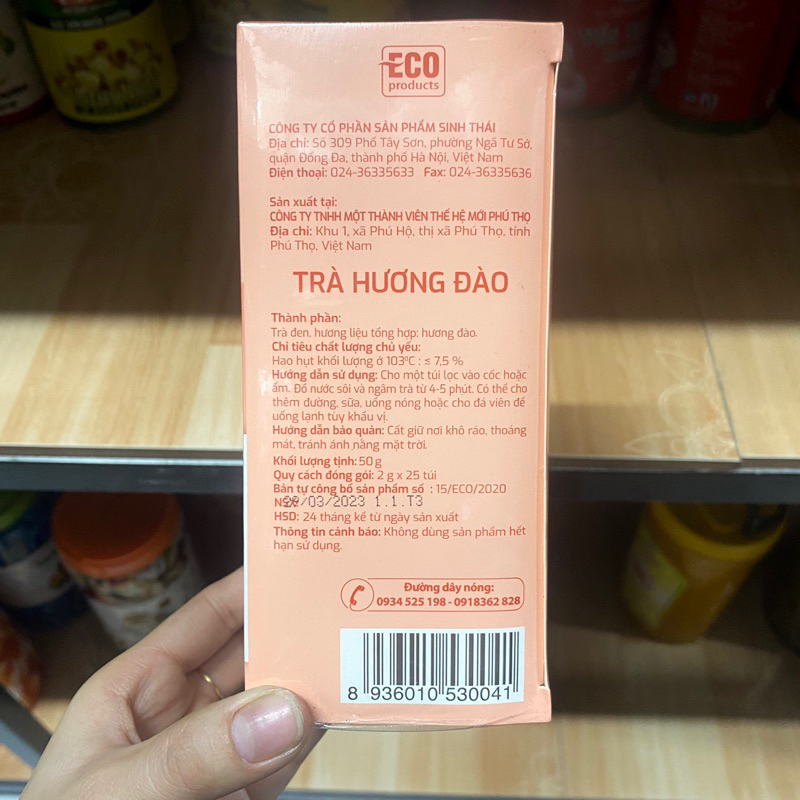 ECO
products
CÔNG TY CỔ PHẦN SẢN PHẨM SINH THÁI
Địa chỉ: Số 309 Phố Tây Sơn, phường Ngã Tư Sở,
quận Đống Đa, thành phố Hà Nội, Việt Nam
Điện thoại: 024-36335633 Fax: 024-36335636
Sản xuất tại:
CÔNG TY TNHH MỘT THÀNH VIÊN THẾ HỆ MỚI PHÚ THỌ
Địa chỉ: Khu 1, xã Phú Hộ, thị xã Phú Thọ, tỉnh
Phú Thọ, Việt Nam
TRÀ HƯƠNG ĐÀO
Thành phần:
Trà đen, hương liệu tổng hợp: hương đào.
Chỉ tiêu chất lượng chủ yếu:
Hao hụt khối lượng ở 103°C : ≤ 7,5 %
Hướng dẫn sử dụng: Cho một túi lọc vào cốc hoặc
ấm. Đổ nước sôi và ngâm trà từ 4-5 phút. Có thể cho
thêm đường, sữa, uống nóng hoặc cho đá viên để
uống lạnh tùy khẩu vị.
Hướng dẫn bảo quản: Cất giữ nơi khô ráo, thoáng
mát, tránh ánh nắng mặt trời.
Khối lượng tịnh: 50 g
Quy cách đóng gói: 2 g x 25 túi
Bản tự công bố sản phẩm số : 15/ECO/2020
NSX: /03/2023 1.1.T3
HSD: 24 tháng kể từ ngày sản xuất
Thông tin cảnh báo: Không dùng sản phẩm hết
hạn sử dụng.
Đường dây nóng:
0934 525 198 - 0918362 828
8 936010 530041